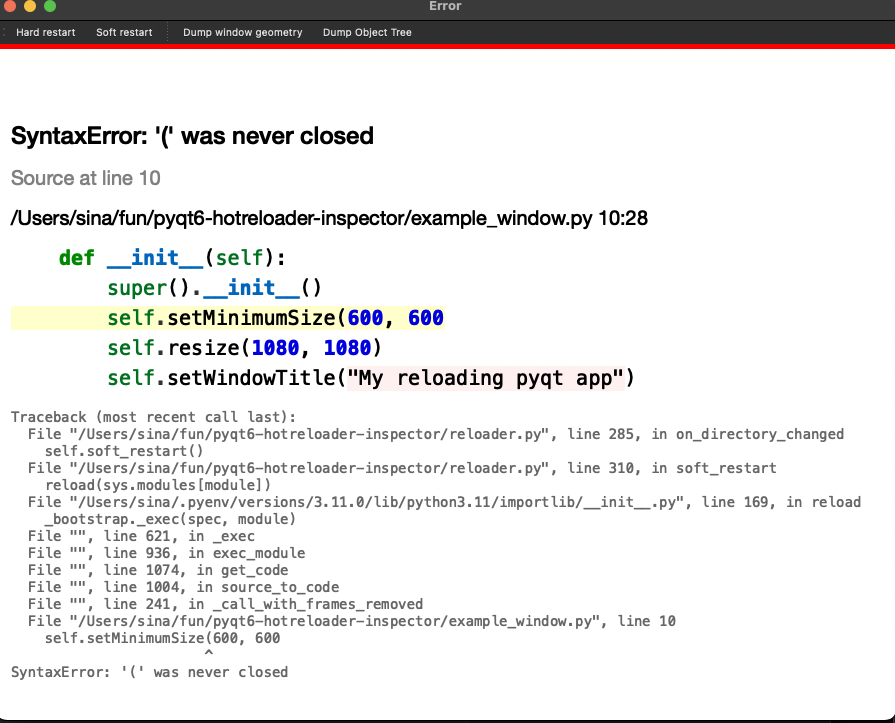 Error
Hard restart Soft restart Dump window geometry Dump Object Tree
SyntaxError: '(' was never closed
Source at line 10
/Users/sina/fun/pyqt6-hotreloader-inspector/example_window.py 10:28
def __init__(self):
super().__init__()
self.setMinimumSize(600, 600
self.resize(1080, 1080)
self.setWindowTitle("My reloading pyqt app")
Traceback (most recent call last):
File "/Users/sina/fun/pyqt6-hotreloader-inspector/reloader.py", line 285, in on_directory_changed
self.soft_restart()
File "/Users/sina/fun/pyqt6-hotreloader-inspector/reloader.py", line 310, in soft_restart
reload(sys.modules[module])
File "/Users/sina/.pyenv/versions/3.11.0/lib/python3.11/importlib/__init__.py", line 169, in reload
_bootstrap._exec(spec, module)
File "", line 621, in _exec
File "", line 936, in exec_module
File "", line 1074, in get_code
File "", line 1004, in source_to_code
File "", line 241, in _call_with_frames_removed
File "/Users/sina/fun/pyqt6-hotreloader-inspector/example_window.py", line 10
self.setMinimumSize(600, 600
^
SyntaxError: '(' was never closed